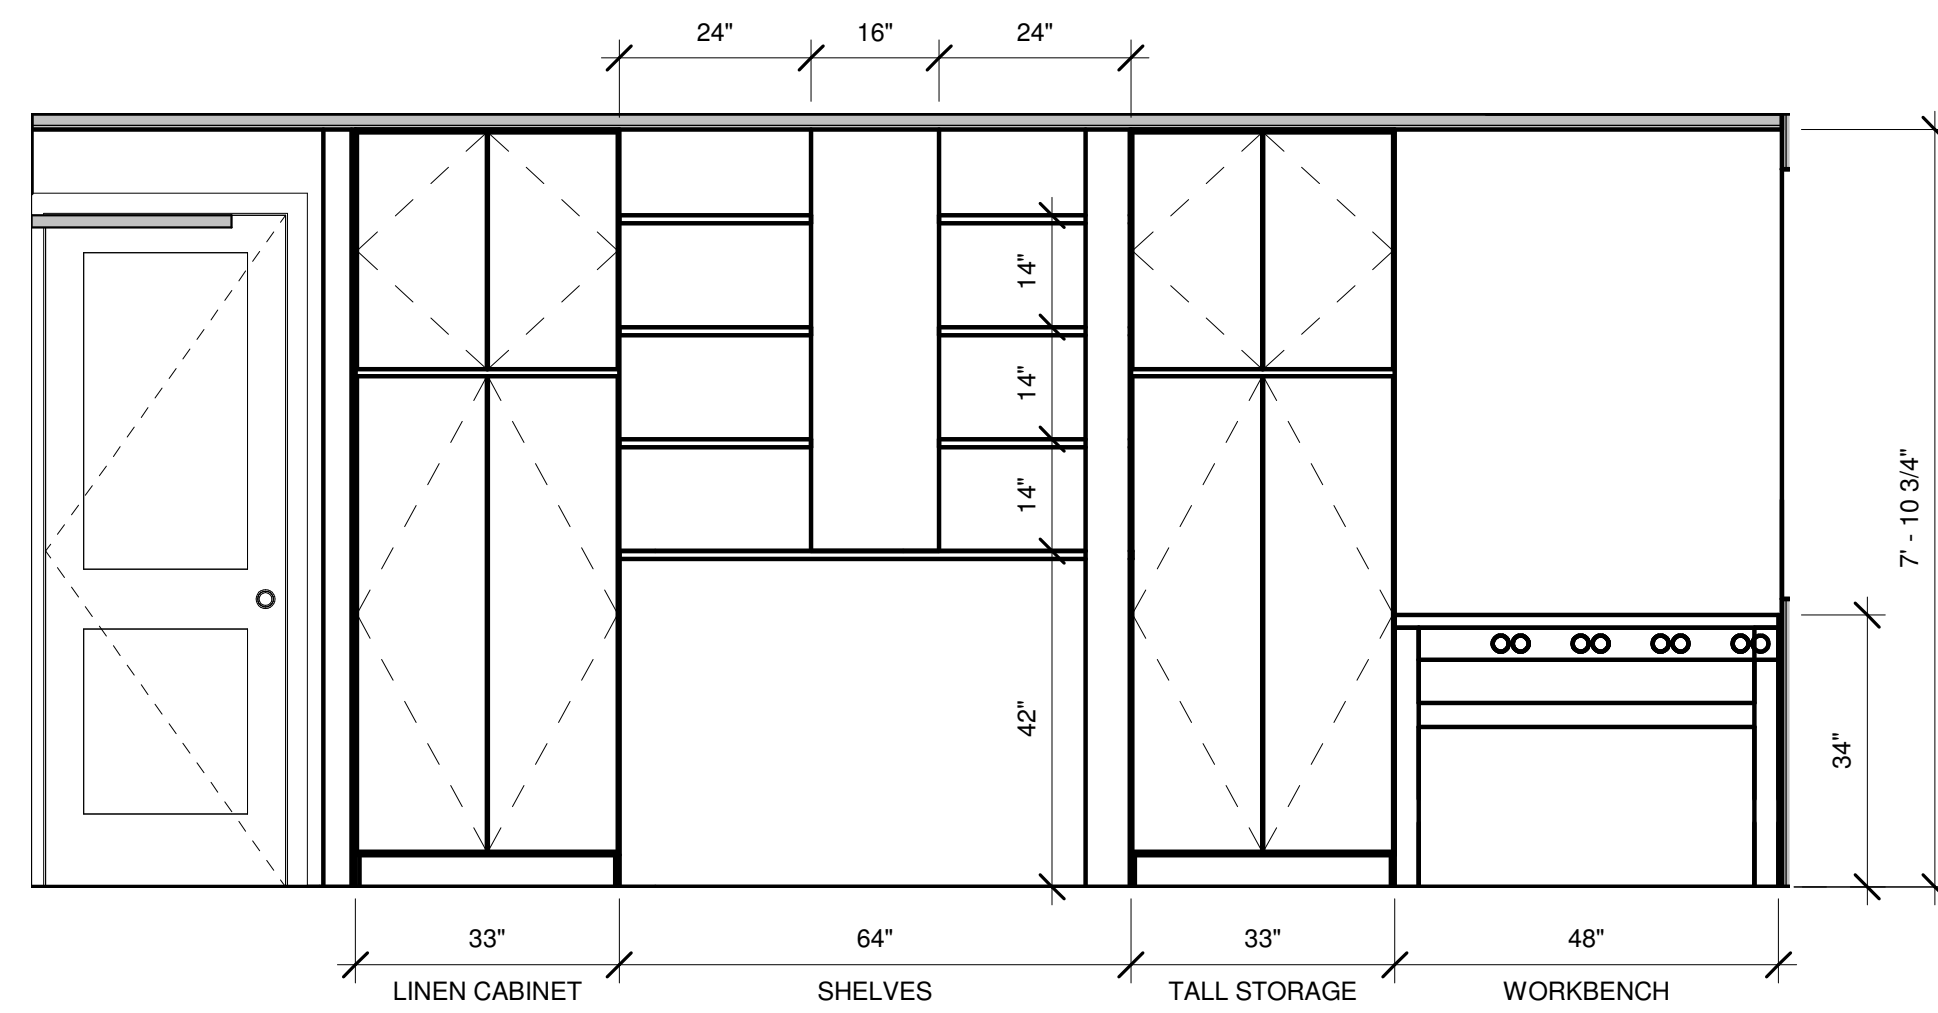 24" 16" 24"
14"
14"
14"
42"
7' - 10 3/4"
34"
33" 64" 33" 48"
LINEN CABINET SHELVES TALL STORAGE WORKBENCH